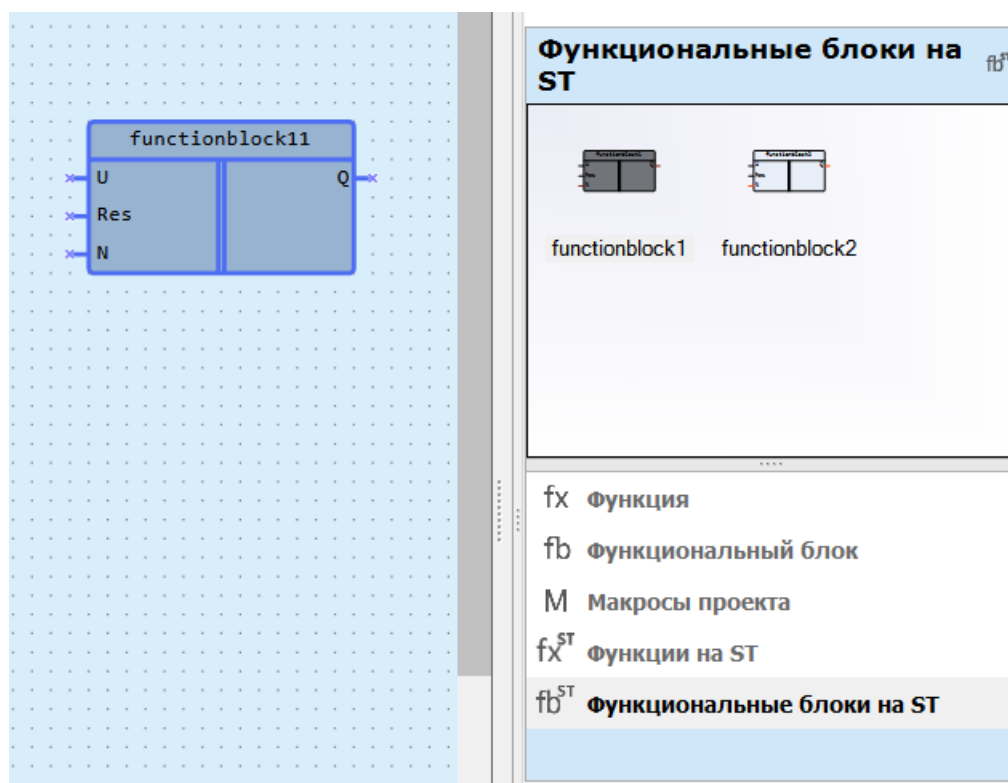 Функциональные блоки на
ST
fbST
functionblock11
U
Q
Res
N
functionblock1
functionblock2
fx Функция
fb Функциональный блок
M Макросы проекта
fxST Функции на ST
fbST Функциональные блоки на ST